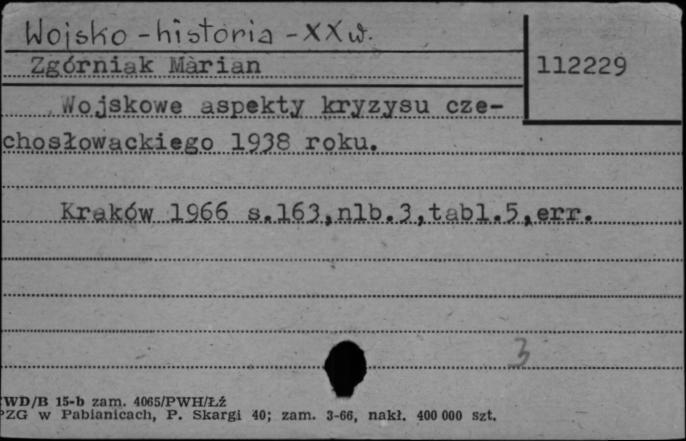 Wojsko - historia - XX w.
Zgórniak Marian
112229
Wojskowe aspekty kryzysu cze-
chosłowackiego 1938 roku.
Kraków 1966 s.163,nlb.3,tabl.5,err.
3
WD/B 15-b zam. 4065/PWH/ŁŹ
PZG w Pabianicach, P. Skargi 40; zam. 3-66, nakł. 400 000 szt.